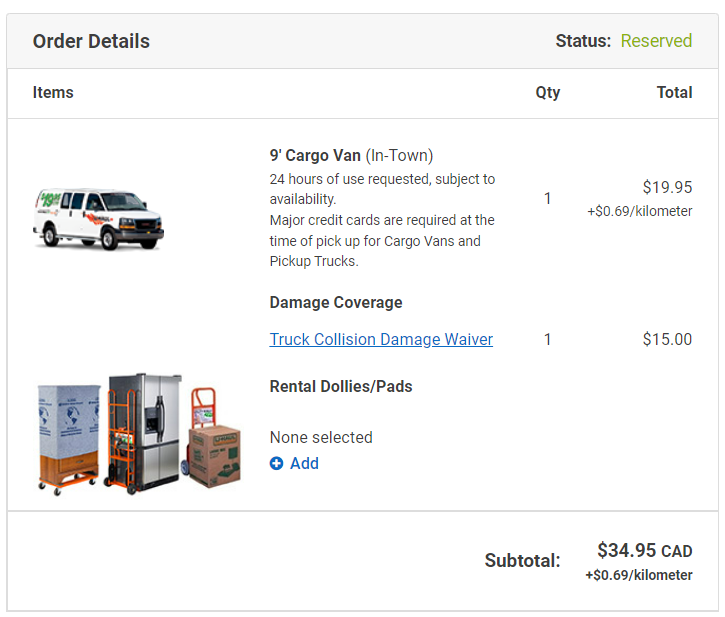 Order Details
Status: Reserved
Items
Qty
Total
9' Cargo Van (In-Town)
24 hours of use requested, subject to
availability.
Major credit cards are required at the
time of pick up for Cargo Vans and
Pickup Trucks.
1
$19.95
+$0.69/kilometer
Damage Coverage
Truck Collision Damage Waiver
1
$15.00
Rental Dollies/Pads
None selected
Add
Subtotal:
$34.95 CAD
+$0.69/kilometer